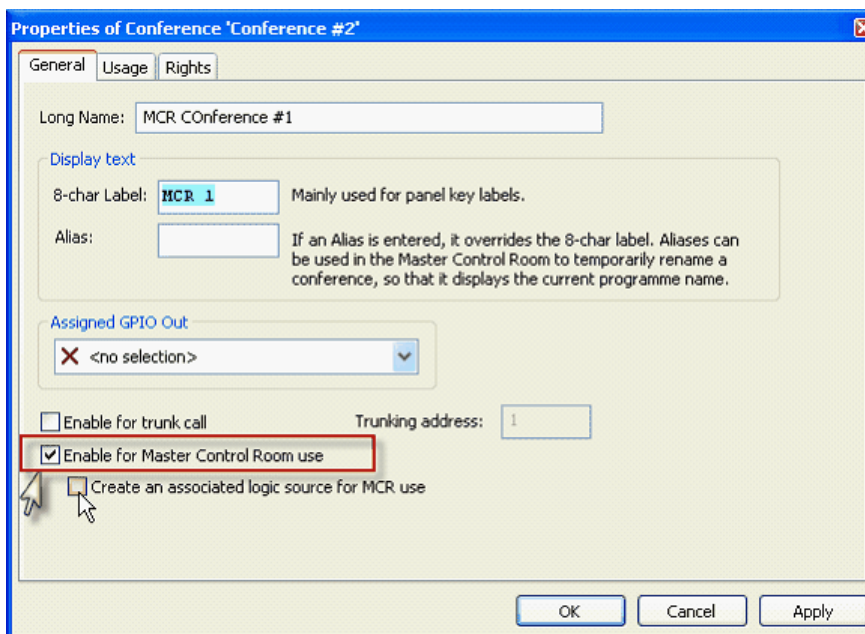 Properties of Conference 'Conference #2'
General Usage Rights
Long Name: MCR COnference #1
Display text
8-char Label: MCR 1 Mainly used for panel key labels.
Alias: If an Alias is entered, it overrides the 8-char label. Aliases can
be used in the Master Control Room to temporarily rename a
conference, so that it displays the current programme name.
Assigned GPIO Out
<no selection>
Enable for trunk call Trunking address: 1
Enable for Master Control Room use
Create an associated logic source for MCR use
OK Cancel Apply